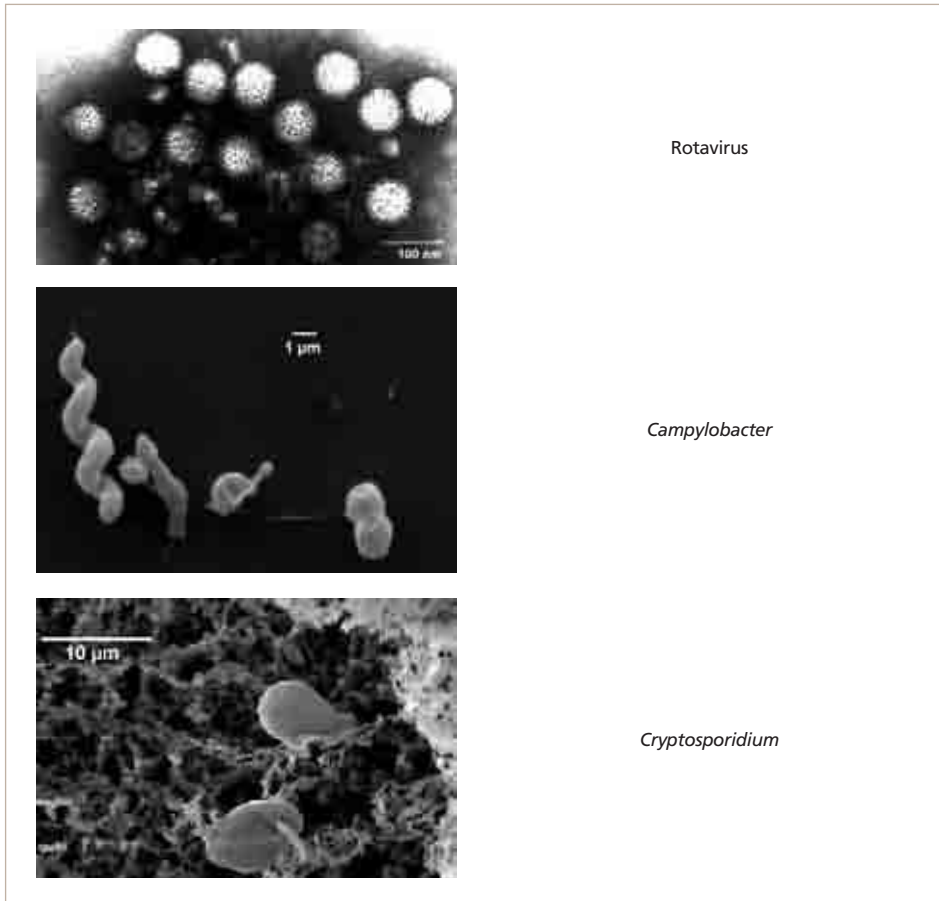 Rotavirus
100 nm
1 μm
Campylobacter
10 μm
Cryptosporidium